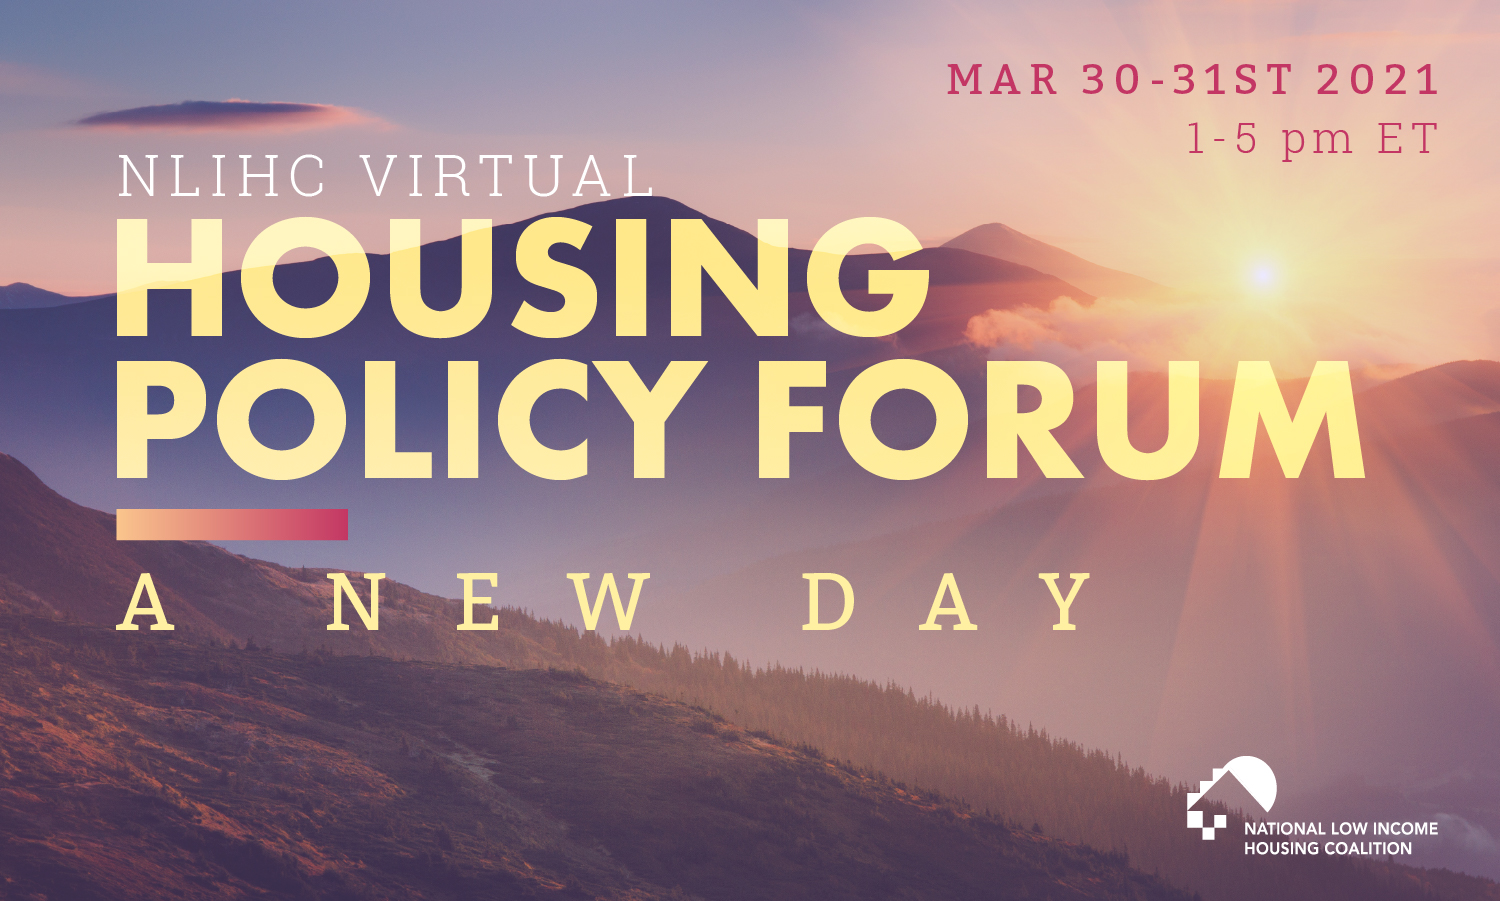 MAR 30-31ST 2021
1-5 pm ET
NLIHC VIRTUAL
HOUSING
POLICY FORUM
A NEW DAY
NATIONAL LOW INCOME
HOUSING COALITION